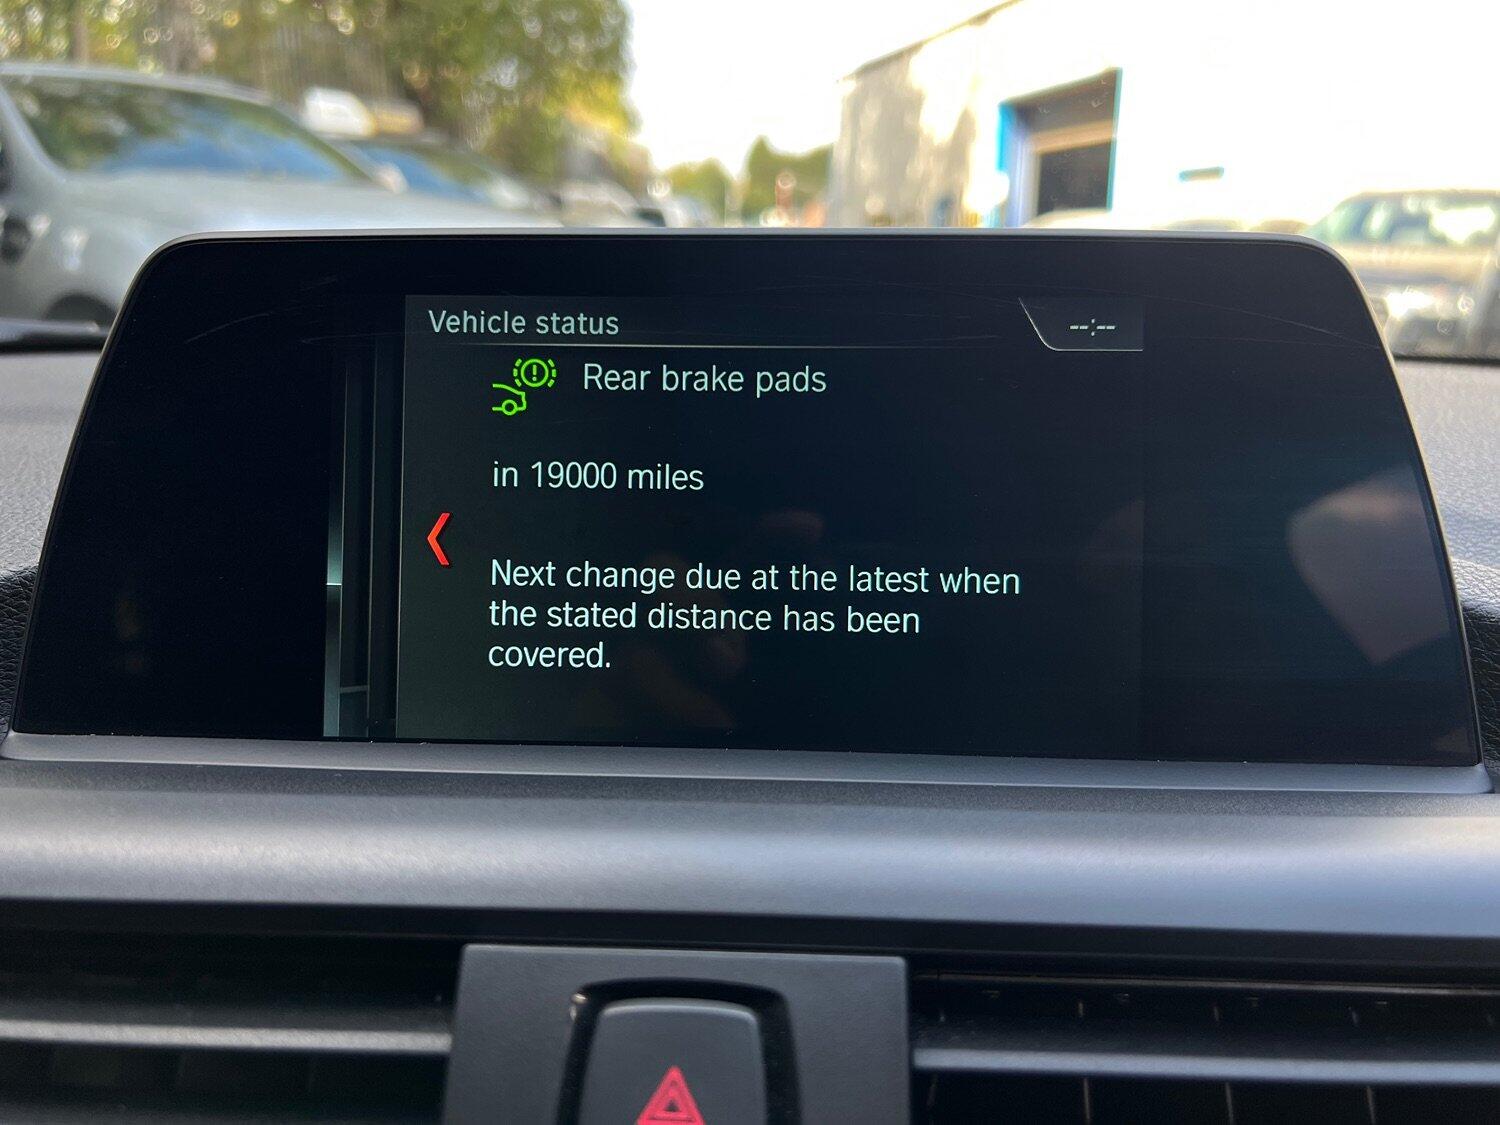 Vehicle status
--:--
Rear brake pads
in 19000 miles
Next change due at the latest when
the stated distance has been
covered.